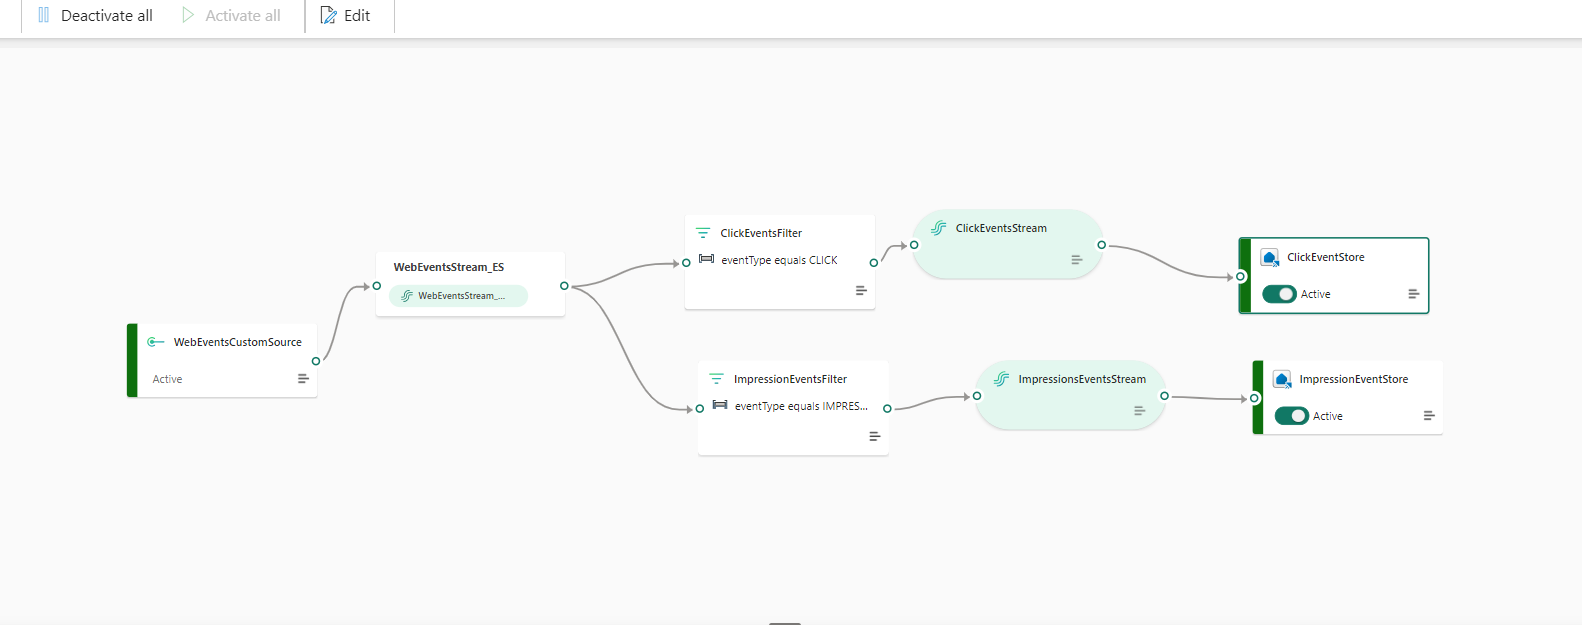 Deactivate all
Activate all
Edit
WebEventsCustomSource
Active
WebEventsStream_ES
WebEventsStream_...
ClickEventsFilter
eventType equals CLICK
ClickEventsStream
ClickEventStore
Active
ImpressionEventsFilter
eventType equals IMPRES...
ImpressionsEventsStream
ImpressionEventStore
Active